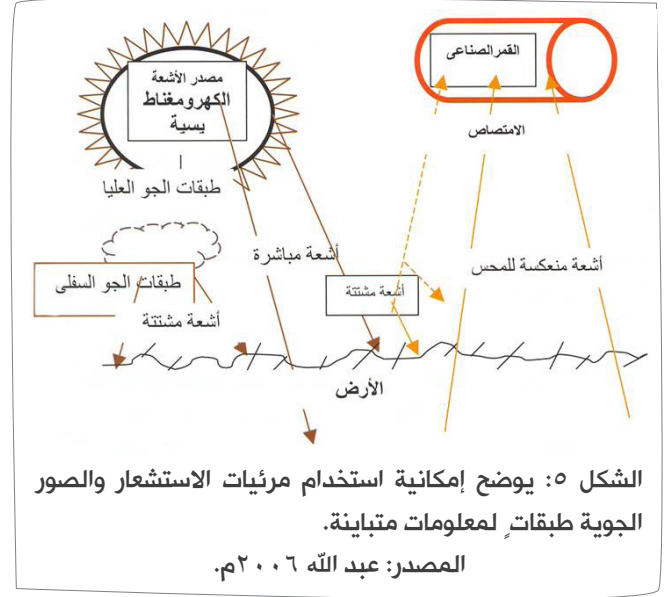 القمر الصناعى
مصدر الأشعة
الكهرومغناط
يسية
الامتصاص
طبقات الجو العليا
أشعة مباشرة
أشعة منعكسة للمحس
طبقات الجو السفلى
أشعة مشتتة
أشعة مشتتة
الأرض
الشكل ٥: يوضح إمكانية استخدام مرئيات الاستشعار والصور
الجوية طبقاتٍ لمعلومات متباينة.
المصدر: عبد الله ٢٠٠٦م.